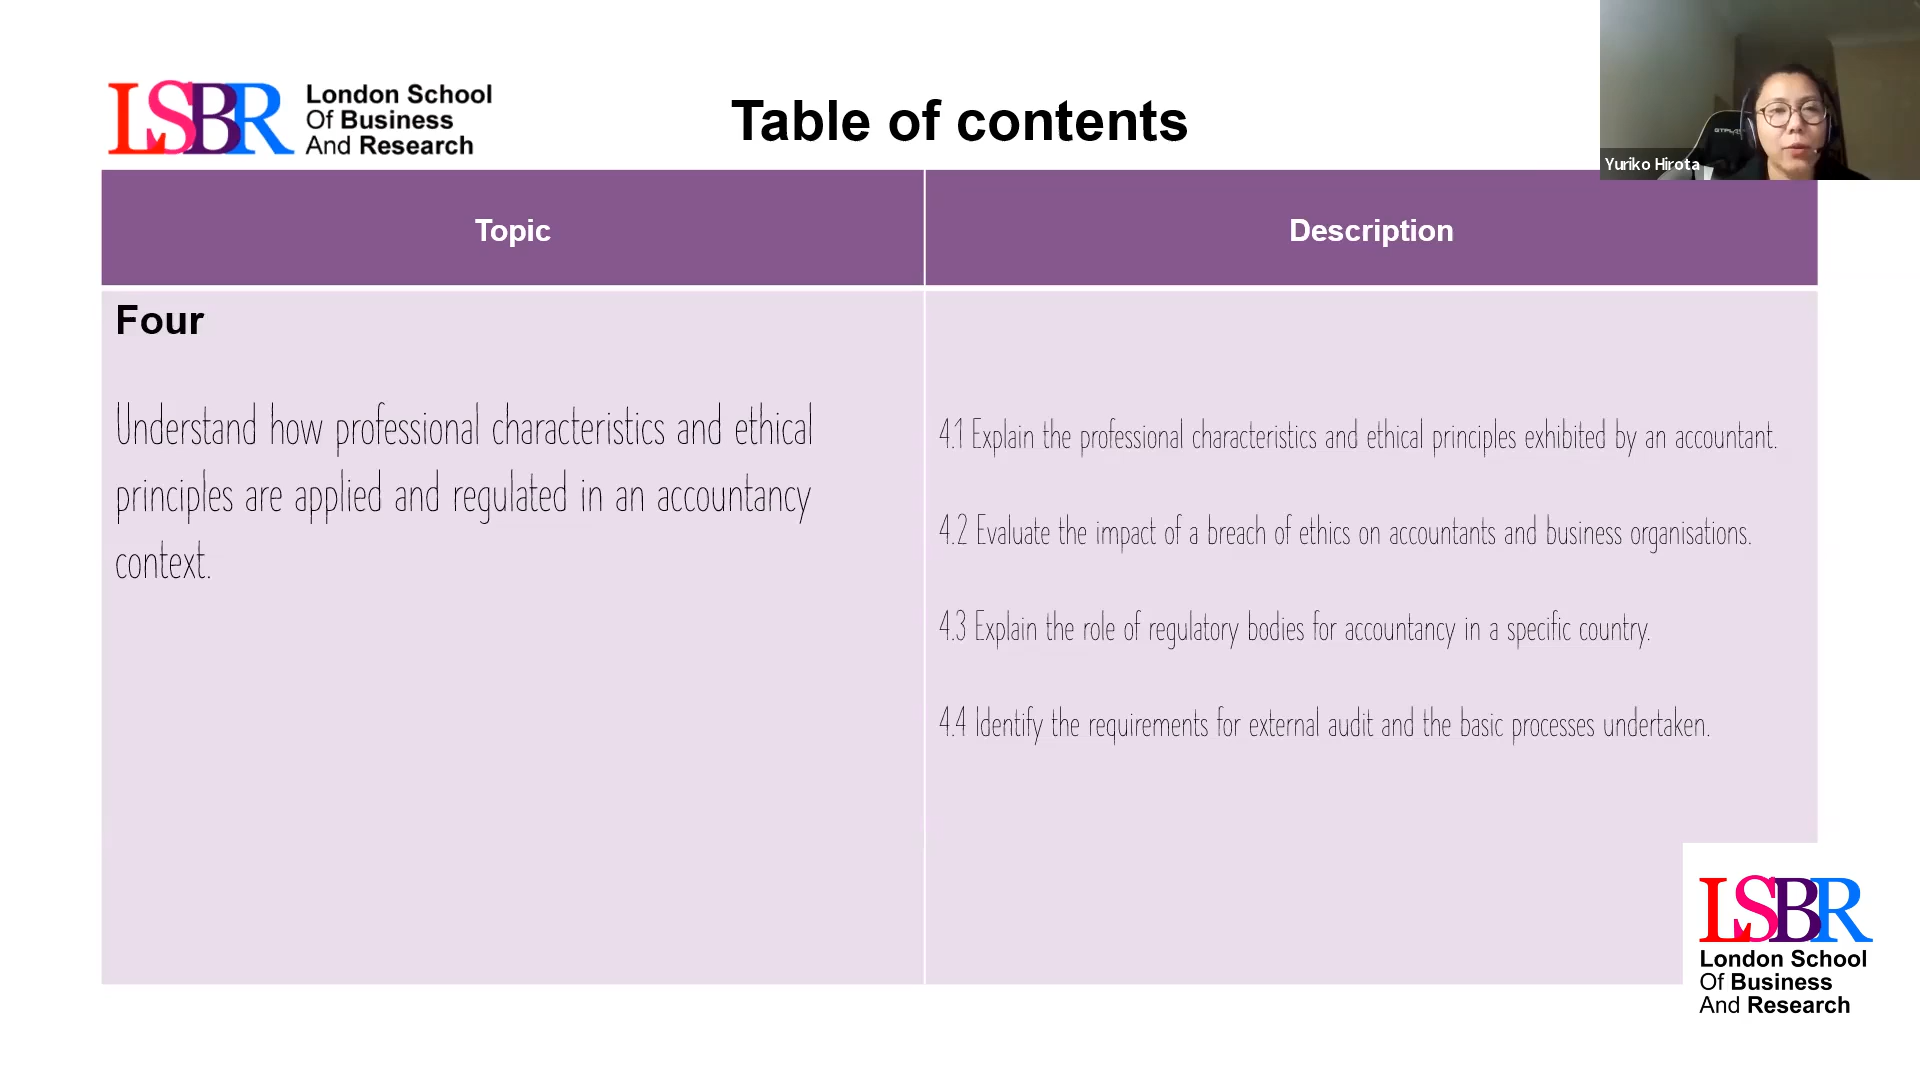 LSBR
London School
Of Business
And Research
Table of contents
Yuriko Hirota
Topic
Description
Four
Understand how professional characteristics and ethical
principles are applied and regulated in an accountancy
context.
4.1 Explain the professional characteristics and ethical principles exhibited by an accountant.
4.2 Evaluate the impact of a breach of ethics on accountants and business organisations.
4.3 Explain the role of regulatory bodies for accountancy in a specific country.
4.4 Identify the requirements for external audit and the basic processes undertaken.
LSBR
London School
Of Business
And Research